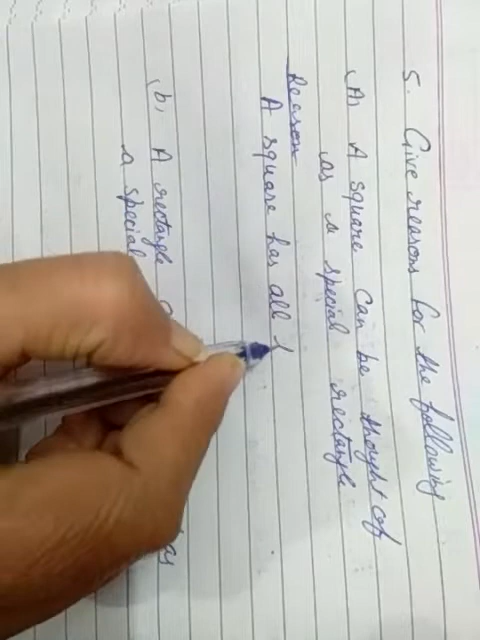 5. Give reasons for the following
(A) A square can be thought of
as a special rectangle
Reason
A square has all
(b) A rectangle
a special
as